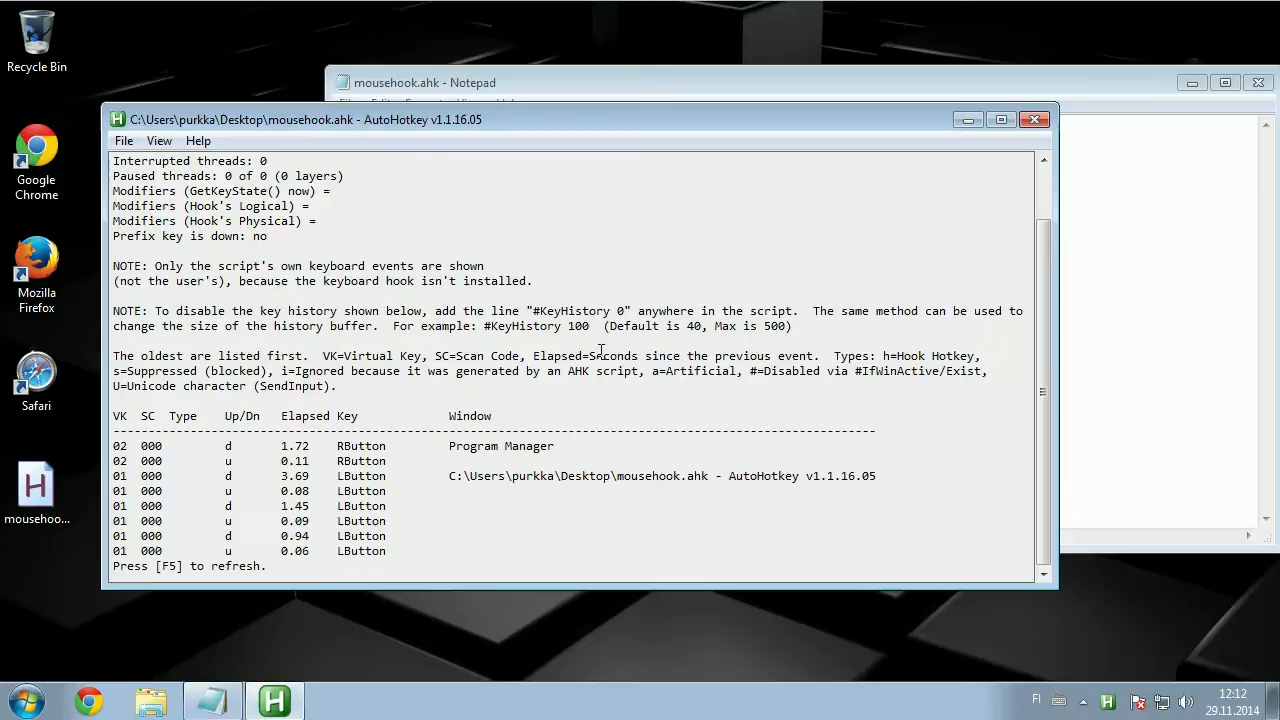 Recycle Bin
Google
Chrome
Mozilla
Firefox
Safari
mousehoo...
mousehook.ahk - Notepad
C:\Users\purkka\Desktop\mousehook.ahk - AutoHotkey v1.1.16.05
File View Help
Interrupted threads: 0
Paused threads: 0 of 0 (0 layers)
Modifiers (GetKeyState() now) =
Modifiers (Hook's Logical) =
Modifiers (Hook's Physical) =
Prefix key is down: no
NOTE: Only the script's own keyboard events are shown
(not the user's), because the keyboard hook isn't installed.
NOTE: To disable the key history shown below, add the line "#KeyHistory 0" anywhere in the script.  The same method can be used to
change the size of the history buffer.  For example: #KeyHistory 100  (Default is 40, Max is 500)
The oldest are listed first.  VK=Virtual Key, SC=Scan Code, Elapsed=Seconds since the previous event.  Types: h=Hook Hotkey,
s=Suppressed (blocked), i=Ignored because it was generated by an AHK script, a=Artificial, #=Disabled via #IfWinActive/Exist,
U=Unicode character (SendInput).
VK  SC  Type  Up/Dn  Elapsed  Key  Window
-------------------------------------------------------------------------------------------------------------
02  000  d  1.72  RButton  Program Manager
02  000  u  0.11  RButton
01  000  d  3.69  LButton  C:\Users\purkka\Desktop\mousehook.ahk - AutoHotkey v1.1.16.05
01  000  u  0.08  LButton
01  000  d  1.45  LButton
01  000  u  0.09  LButton
01  000  d  0.94  LButton
01  000  u  0.06  LButton
Press [F5] to refresh.
FI
12:12
29.11.2014